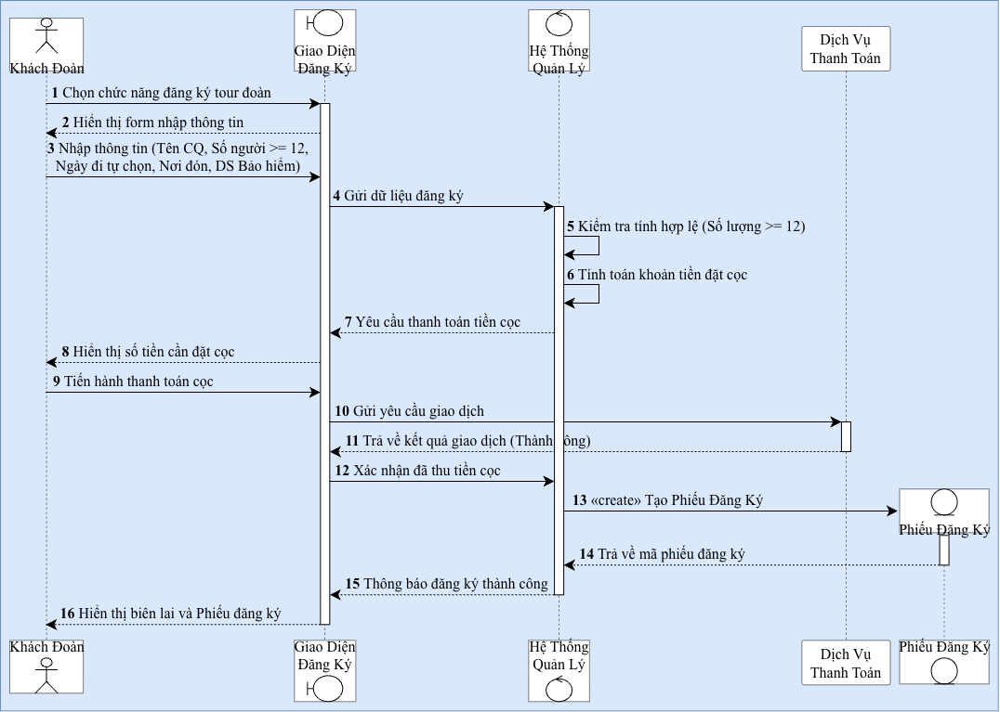 Khách Đoàn
Giao Diện
Đăng Ký
Hệ Thống
Quản Lý
Dịch Vụ
Thanh Toán
1 Chọn chức năng đăng ký tour đoàn
2 Hiển thị form nhập thông tin
3 Nhập thông tin (Tên CQ, Số người >= 12,
Ngày đi tự chọn, Nơi đón, DS Bảo hiểm)
4 Gửi dữ liệu đăng ký
5 Kiểm tra tính hợp lệ (Số lượng >= 12)
6 Tính toán khoản tiền đặt cọc
7 Yêu cầu thanh toán tiền cọc
8 Hiển thị số tiền cần đặt cọc
9 Tiến hành thanh toán cọc
10 Gửi yêu cầu giao dịch
11 Trả về kết quả giao dịch (Thành công)
12 Xác nhận đã thu tiền cọc
13 «create» Tạo Phiếu Đăng Ký
Phiếu Đăng Ký
14 Trả về mã phiếu đăng ký
15 Thông báo đăng ký thành công
16 Hiển thị biên lai và Phiếu đăng ký
Khách Đoàn
Giao Diện
Đăng Ký
Hệ Thống
Quản Lý
Dịch Vụ
Thanh Toán
Phiếu Đăng Ký